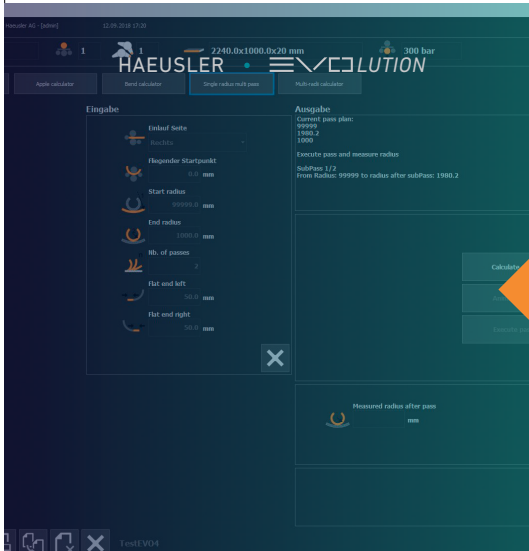 Haeusler AG - [admin] 12.09.2018 17:20
1 1 2240.0x1000.0x20 mm 300 bar
HAEUSLER • EVOLUTION
Apple calculator Bend calculator Single radius multi pass Multi-radii calculator
Eingabe
Einlauf Seite
Rechts
Fliegender Startpunkt
0.0 mm
Start radius
99999.0 mm
End radius
1000.0 mm
Nb. of passes
2
Flat end left
50.0 mm
Flat end right
50.0 mm
Ausgabe
Current pass plan:
99999
1980.2
1000
Execute pass and measure radius
SubPass 1/2
From Radius: 99999 to radius after subPass: 1980.2
Calculate
Measured radius after pass
mm
TestEVO4